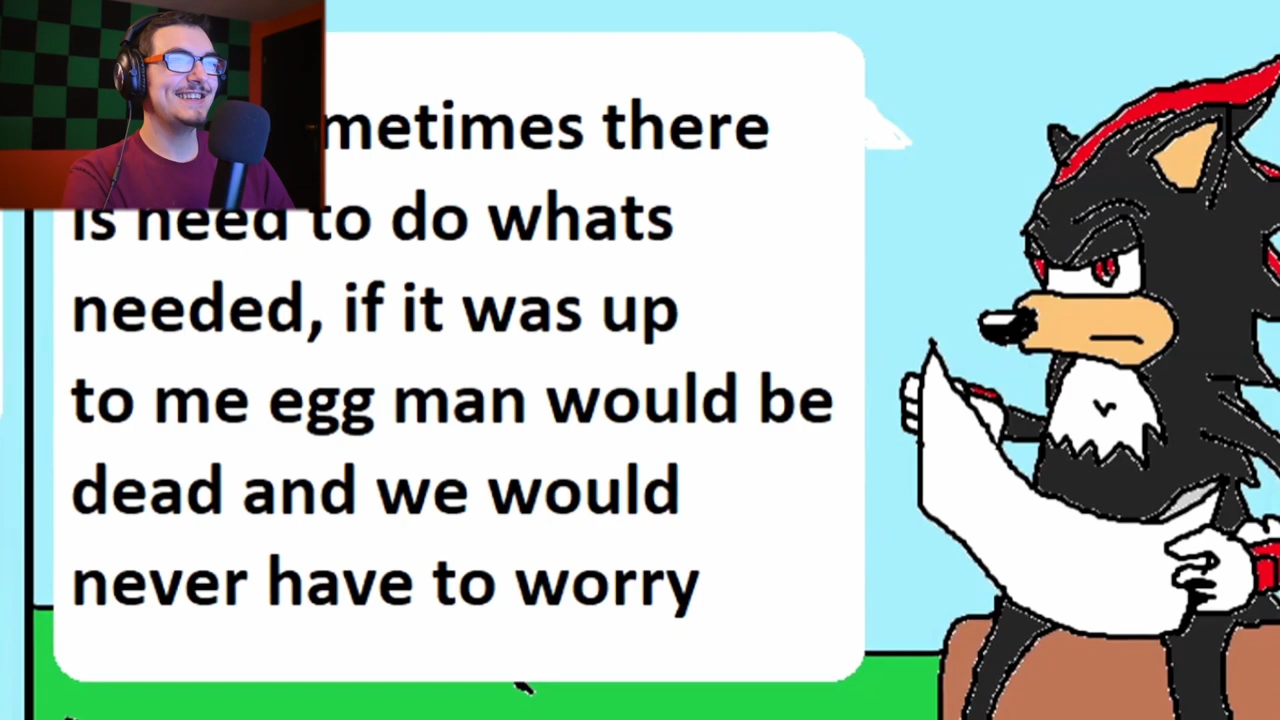 metimes there
is need to do whats
needed, if it was up
to me egg man would be
dead and we would
never have to worry